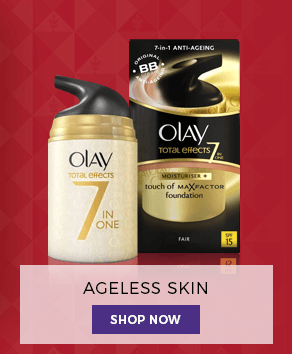 7-in-1 ANTI-AGEING
ORIGINAL
BB
OLAY
TOTAL EFFECTS
7 IN ONE
MOISTURISER +
touch of MAXFACTOR
foundation
FAIR
SPF
15
OLAY
TOTAL EFFECTS
7 IN
ONE
AGELESS SKIN
SHOP NOW